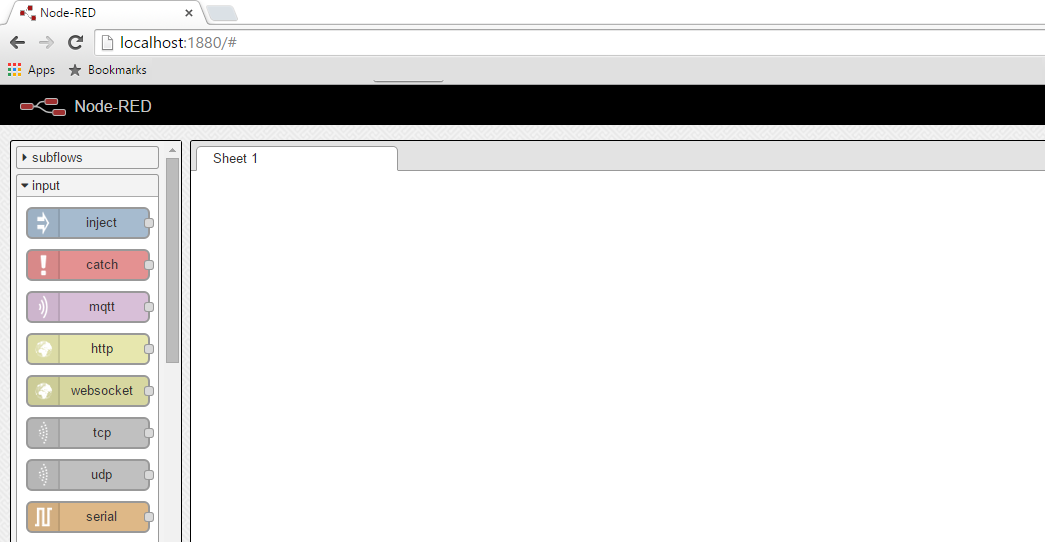 Node-RED
localhost:1880/#
Apps Bookmarks
Node-RED
subflows
Sheet 1
input
inject
catch
mqtt
http
websocket
tcp
udp
serial